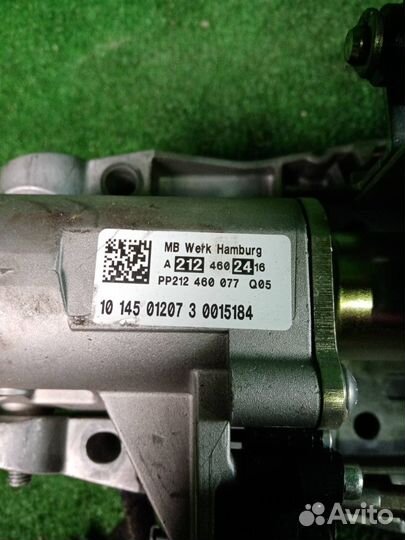 MB Werk Hamburg
A 212 460 24 16
PP212 460 077 Q05
10 145 01207 3 0015184
Avito